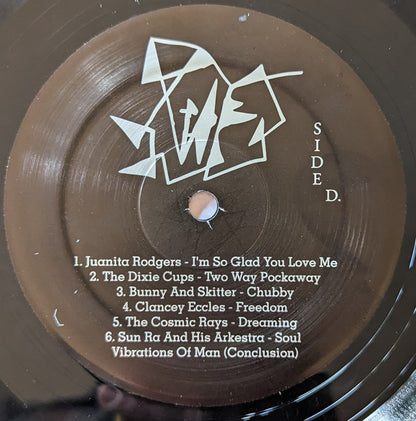 SIDE D.
1. Juanita Rodgers - I'm So Glad You Love Me
2. The Dixie Cups - Two Way Pockaway
3. Bunny And Skitter - Chubby
4. Clancey Eccles - Freedom
5. The Cosmic Rays - Dreaming
6. Sun Ra And His Arkestra - Soul
Vibrations Of Man (Conclusion)